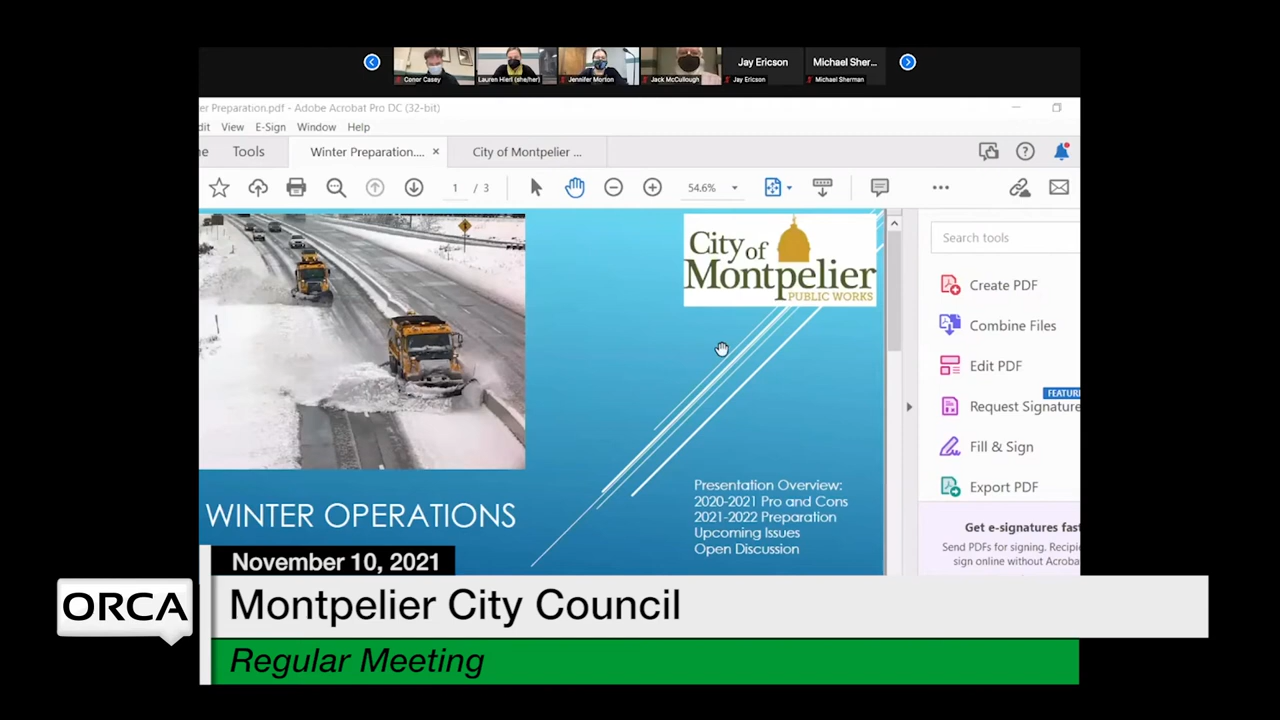 Jay Ericson
Michael Sher...
Conor Casey
Lauren Hierl (she/her)
Jennifer Morton
Jack McCullough
Jay Ericson
Michael Sherman
er Preparation.pdf - Adobe Acrobat Pro DC (32-bit)
dit View E-Sign Window Help
ne Tools Winter Preparation.... × City of Montpelier ...
1 / 3 54.6%
City of
Montpelier
PUBLIC WORKS
Search tools
Create PDF
Combine Files
Edit PDF
FEATUR
Request Signature
Fill & Sign
Export PDF
Presentation Overview:
2020-2021 Pro and Cons
2021-2022 Preparation
Upcoming Issues
Open Discussion
WINTER OPERATIONS
Get e-signatures fast
Send PDFs for signing. Recipie
sign online without Acroba
November 10, 2021
ORCA
Montpelier City Council
Regular Meeting